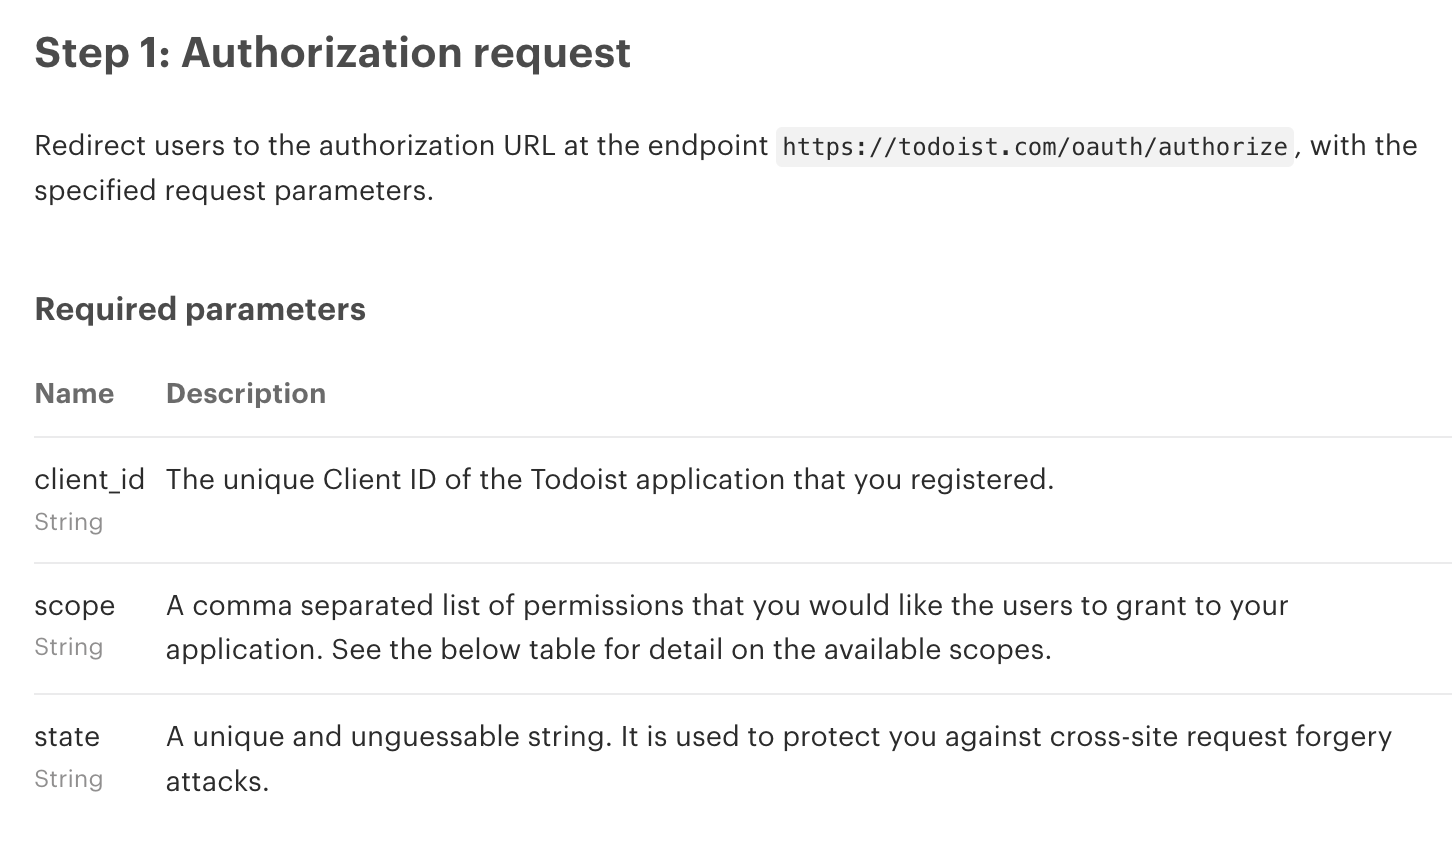 Step 1: Authorization request
Redirect users to the authorization URL at the endpoint https://todoist.com/oauth/authorize, with the
specified request parameters.
Required parameters
Name Description
client_id The unique Client ID of the Todoist application that you registered.
String
scope A comma separated list of permissions that you would like the users to grant to your
String application. See the below table for detail on the available scopes.
state A unique and unguessable string. It is used to protect you against cross-site request forgery
String attacks.